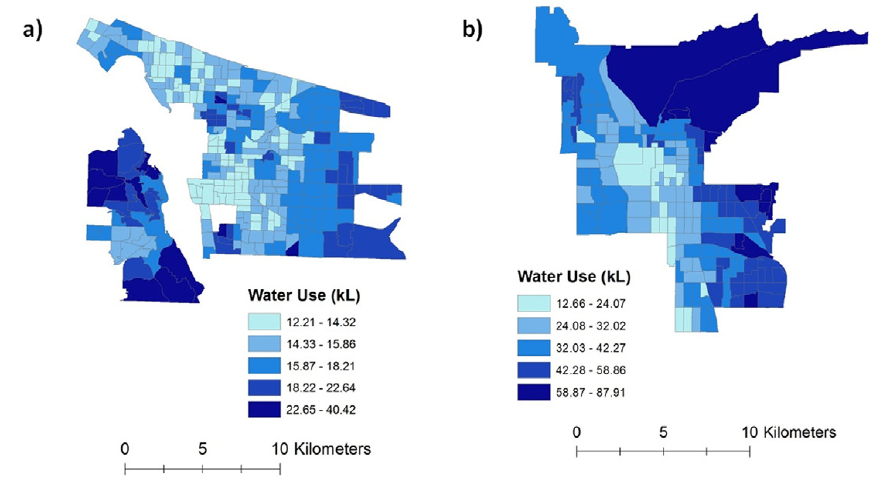 a)
Water Use (kL)
12.21 - 14.32
14.33 - 15.86
15.87 - 18.21
18.22 - 22.64
22.65 - 40.42
0 5 10 Kilometers
b)
Water Use (kL)
12.66 - 24.07
24.08 - 32.02
32.03 - 42.27
42.28 - 58.86
58.87 - 87.91
0 5 10 Kilometers